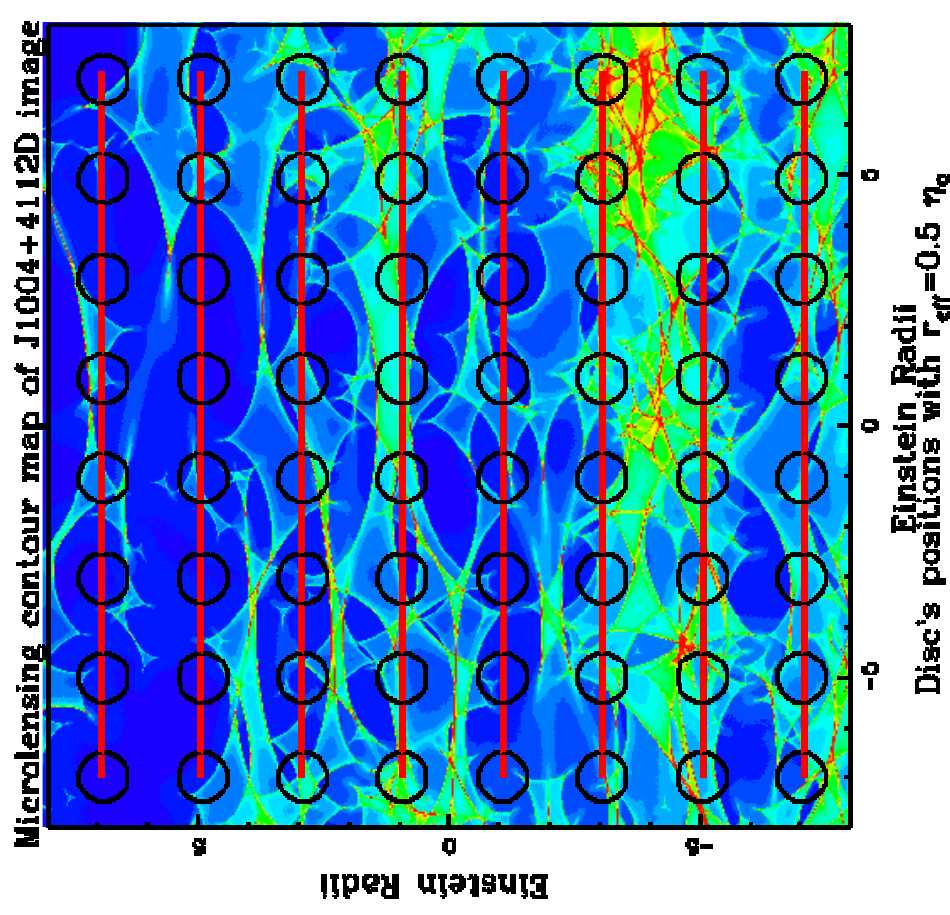 Microlensing contour map of J1004+4112D image
Einstein Radii
5
0
-5
-5 0 5
Einstein Radii
Disc's positions with r_eff=0.5 η_0